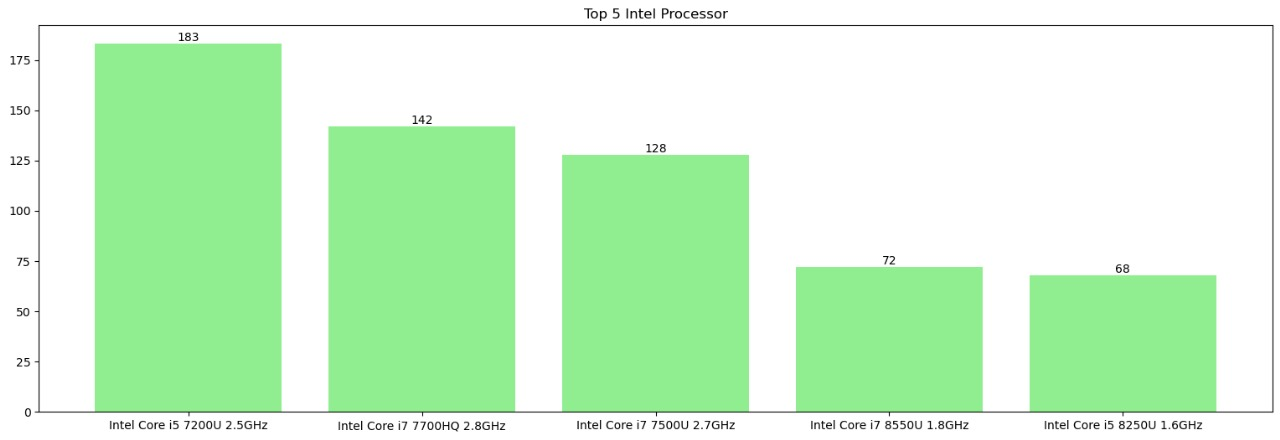 Top 5 Intel Processor
183
175
142
150
128
125
100
75
72
68
50
25
0
Intel Core i5 7200U 2.5GHz
Intel Core i7 7700HQ 2.8GHz
Intel Core i7 7500U 2.7GHz
Intel Core i7 8550U 1.8GHz
Intel Core i5 8250U 1.6GHz